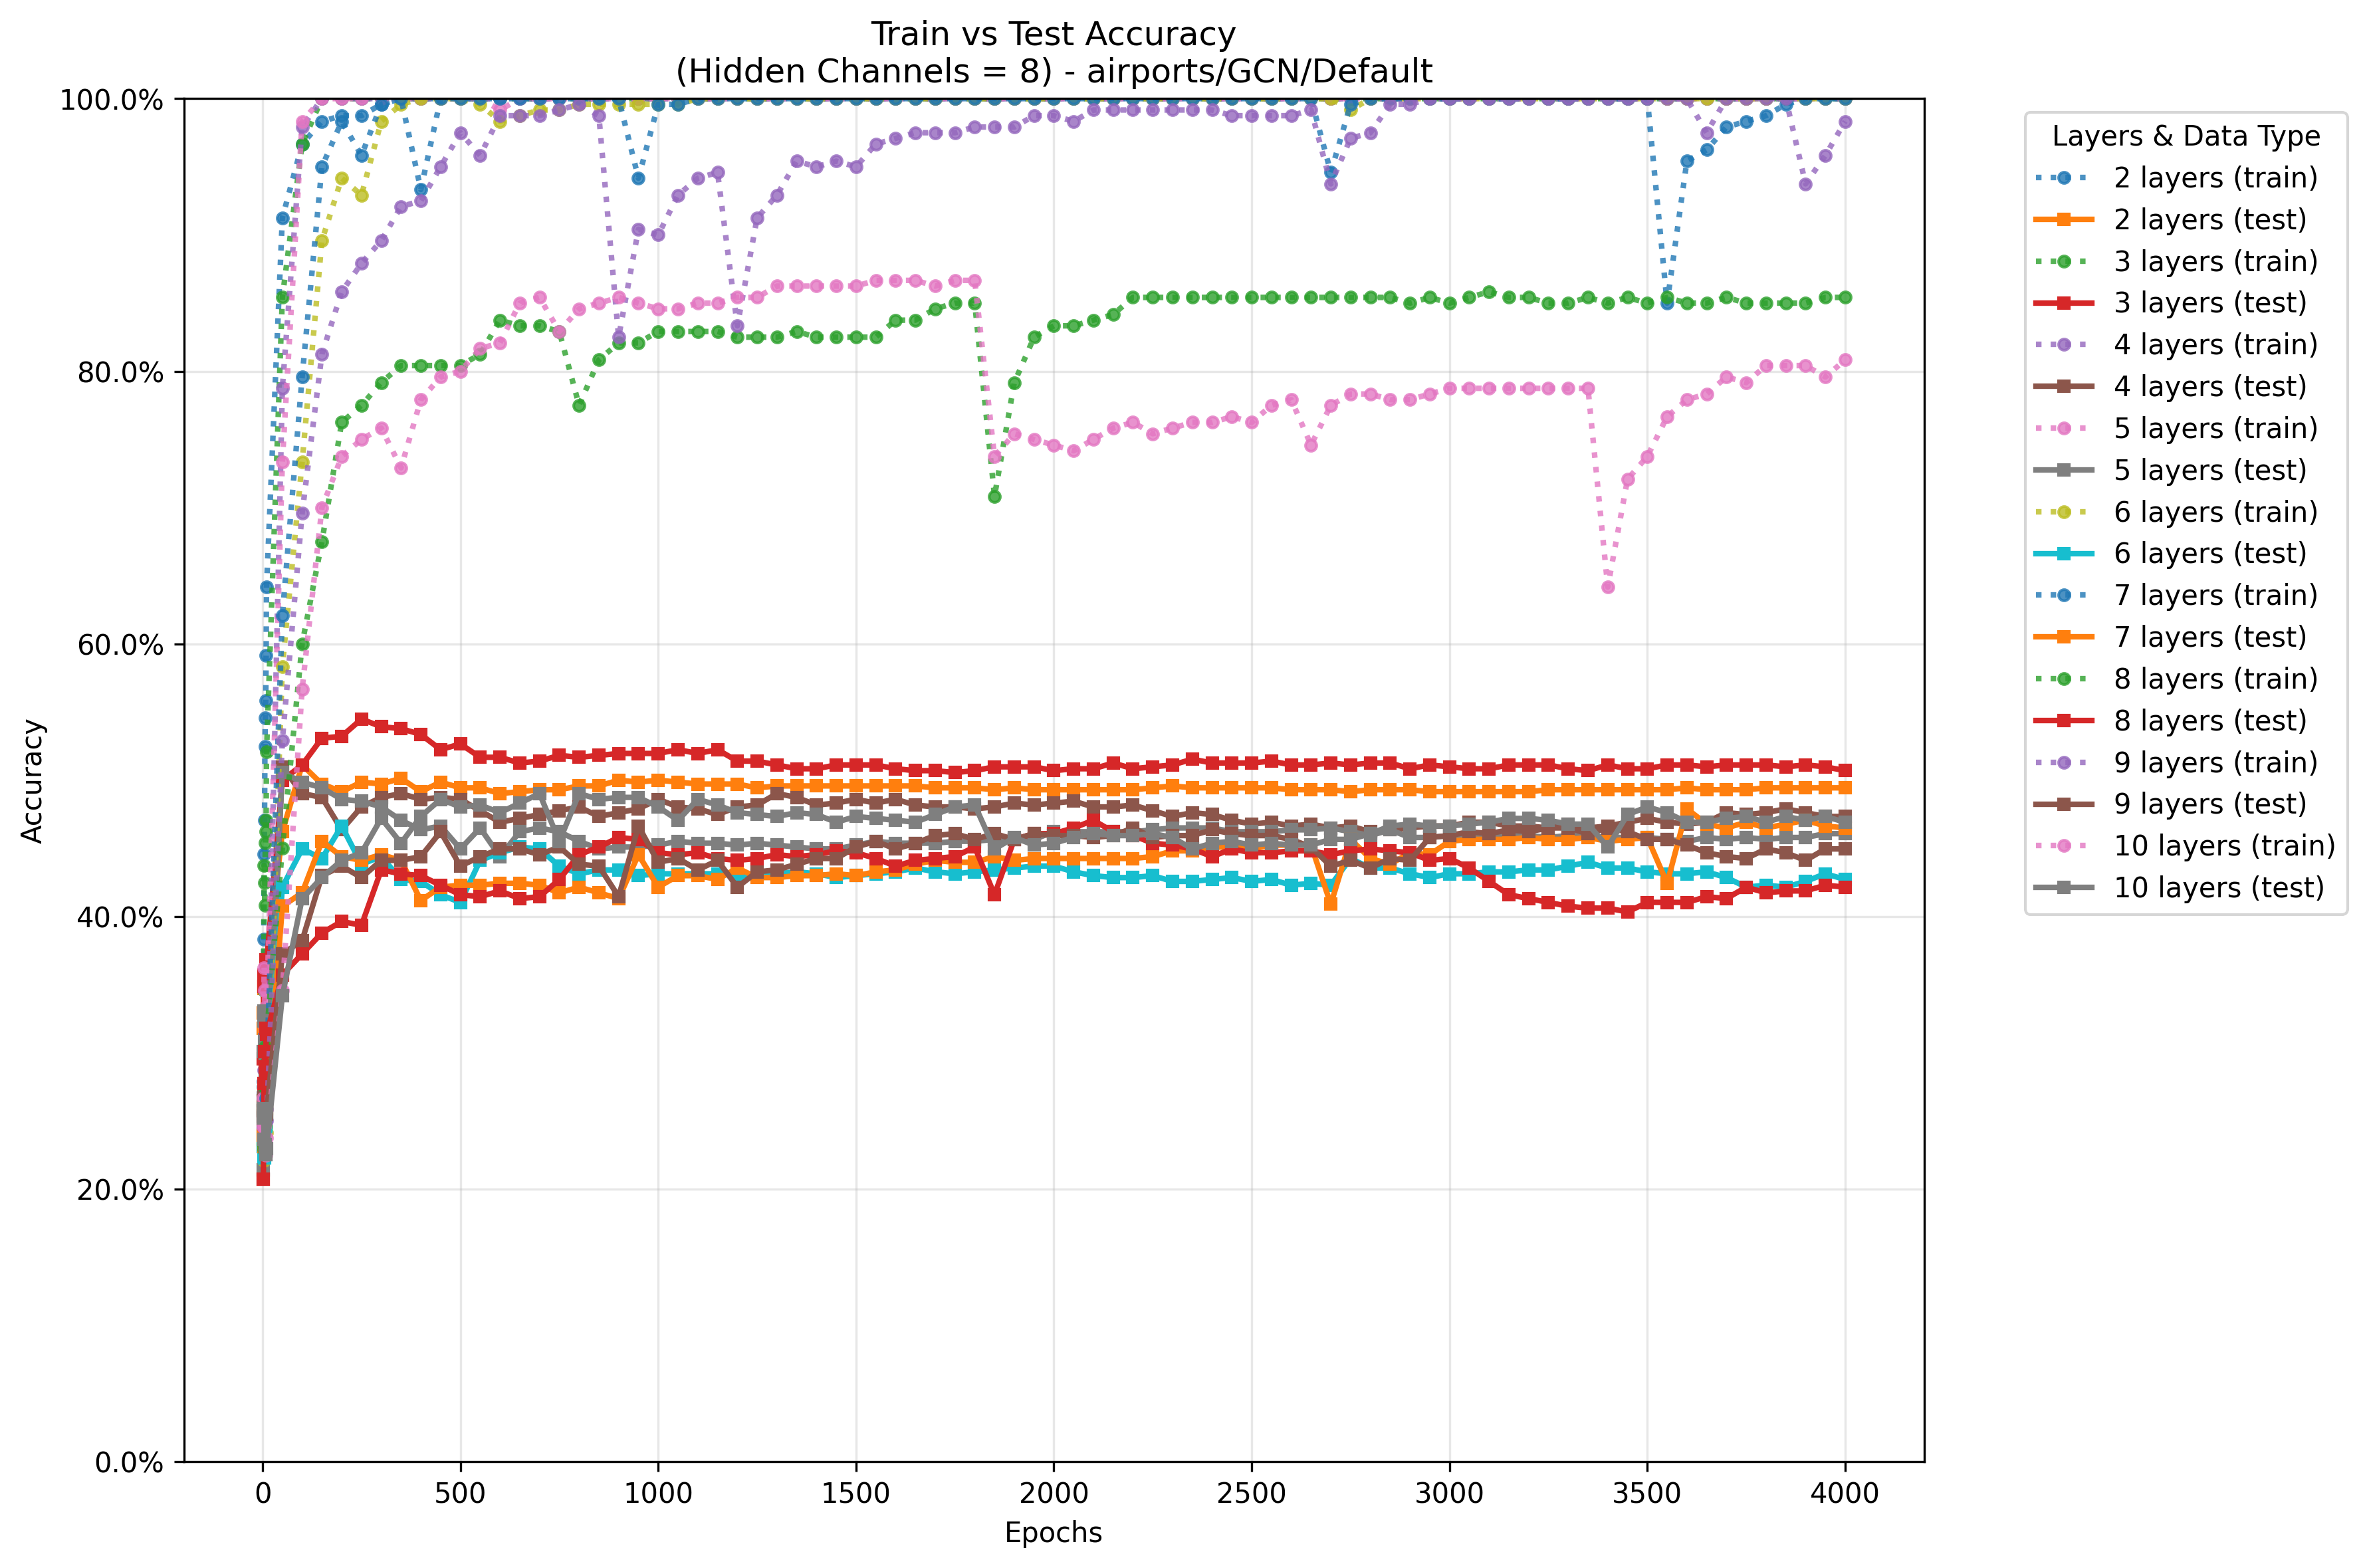 Train vs Test Accuracy
(Hidden Channels = 8) - airports/GCN/Default
100.0%
80.0%
60.0%
40.0%
20.0%
0.0%
Accuracy
0 500 1000 1500 2000 2500 3000 3500 4000
Epochs
Layers & Data Type
2 layers (train)
2 layers (test)
3 layers (train)
3 layers (test)
4 layers (train)
4 layers (test)
5 layers (train)
5 layers (test)
6 layers (train)
6 layers (test)
7 layers (train)
7 layers (test)
8 layers (train)
8 layers (test)
9 layers (train)
9 layers (test)
10 layers (train)
10 layers (test)